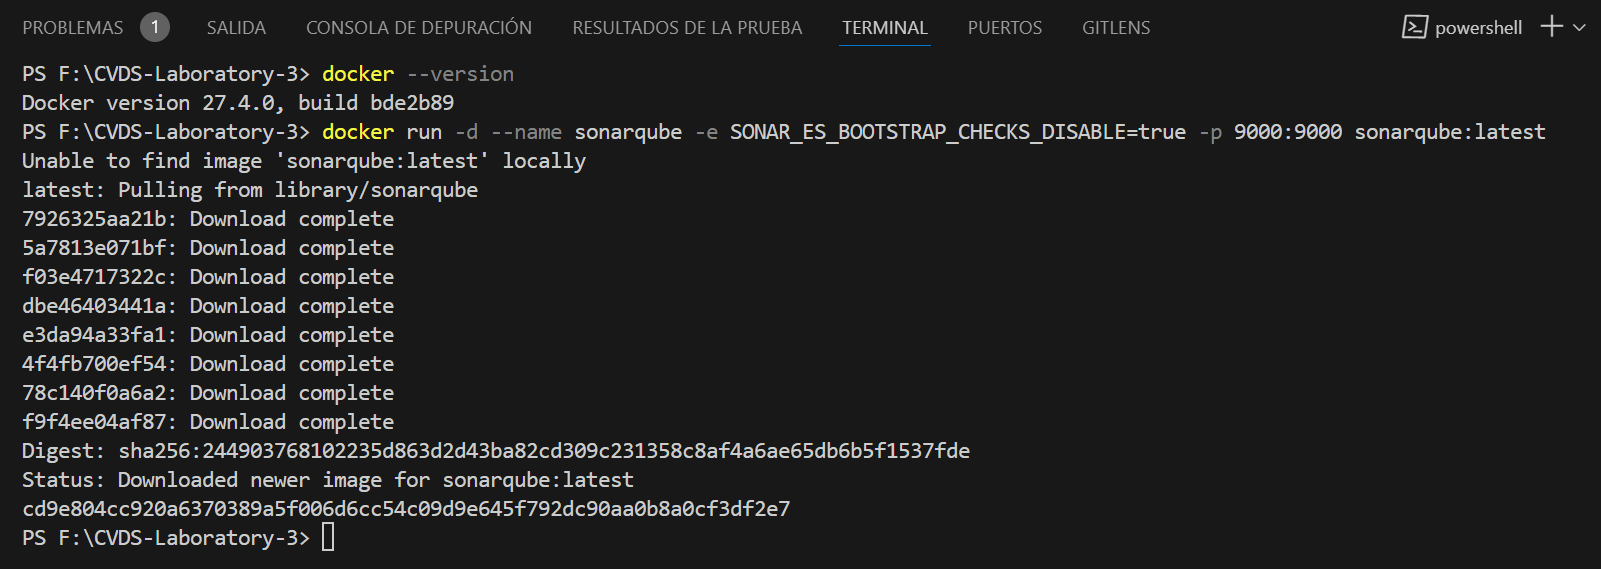 PROBLEMAS 1 SALIDA CONSOLA DE DEPURACIÓN RESULTADOS DE LA PRUEBA TERMINAL PUERTOS GITLENS powershell
PS F:\CVDS-Laboratory-3> docker --version
Docker version 27.4.0, build bde2b89
PS F:\CVDS-Laboratory-3> docker run -d --name sonarqube -e SONAR_ES_BOOTSTRAP_CHECKS_DISABLE=true -p 9000:9000 sonarqube:latest
Unable to find image 'sonarqube:latest' locally
latest: Pulling from library/sonarqube
7926325aa21b: Download complete
5a7813e071bf: Download complete
f03e4717322c: Download complete
dbe46403441a: Download complete
e3da94a33fa1: Download complete
4f4fb700ef54: Download complete
78c140f0a6a2: Download complete
f9f4ee04af87: Download complete
Digest: sha256:244903768102235d863d2d43ba82cd309c231358c8af4a6ae65db6b5f1537fde
Status: Downloaded newer image for sonarqube:latest
cd9e804cc920a6370389a5f006d6cc54c09d9e645f792dc90aa0b8a0cf3df2e7
PS F:\CVDS-Laboratory-3>